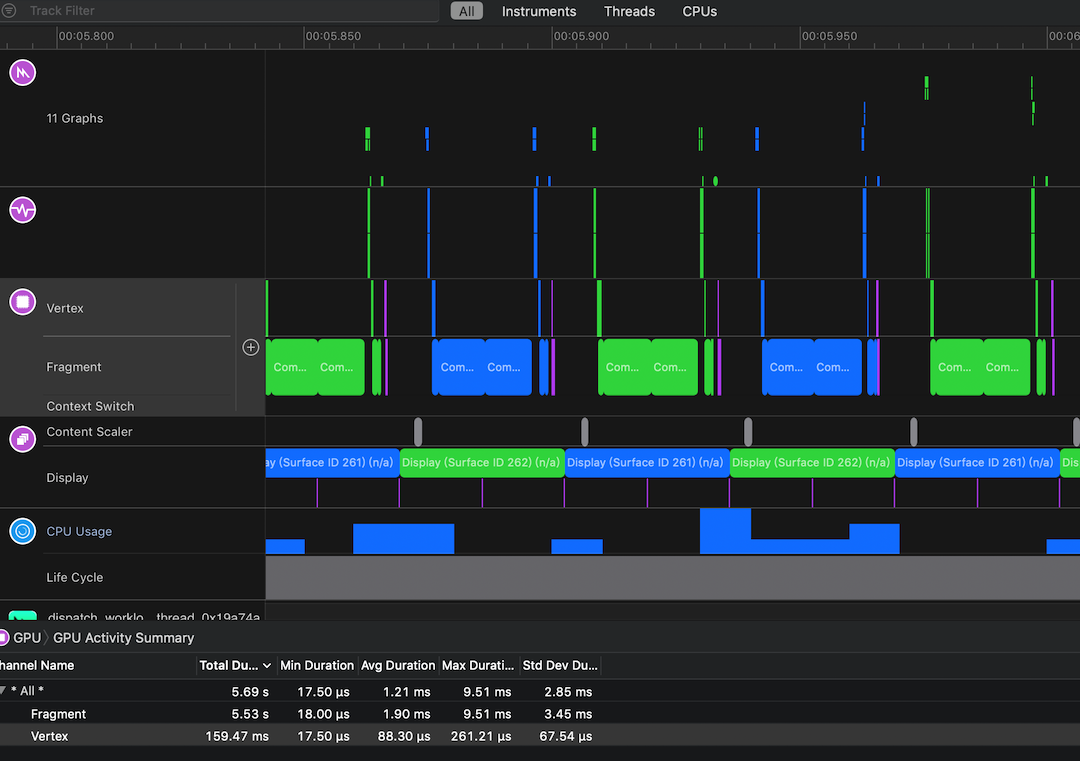 Track Filter All Instruments Threads CPUs
00:05.800 00:05.850 00:05.900 00:05.950 00:06
11 Graphs
Vertex
Fragment
Com... Com... Com... Com... Com... Com... Com... Com... Com... Com...
Context Switch
Content Scaler
ay (Surface ID 261) (n/a) Display (Surface ID 262) (n/a) Display (Surface ID 261) (n/a) Display (Surface ID 262) (n/a) Display (Surface ID 261) (n/a) Dis
Display
CPU Usage
Life Cycle
dispatch_worklo... thread 0x19a74a
GPU GPU Activity Summary
hannel Name Total Du... Min Duration Avg Duration Max Durati... Std Dev Du...
* All * 5.69 s 17.50 µs 1.21 ms 9.51 ms 2.85 ms
Fragment 5.53 s 18.00 µs 1.90 ms 9.51 ms 3.45 ms
Vertex 159.47 ms 17.50 µs 88.30 µs 261.21 µs 67.54 µs